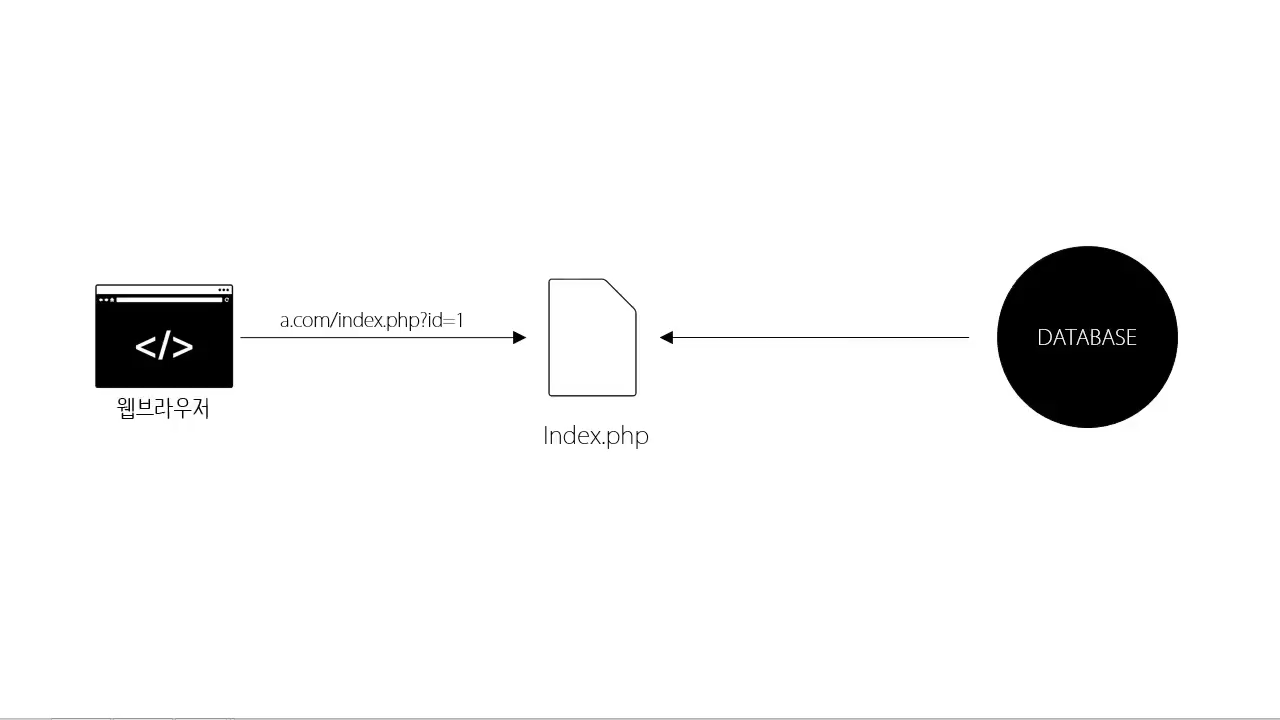 a.com/index.php?id=1
</>
웹브라우저
Index.php
DATABASE